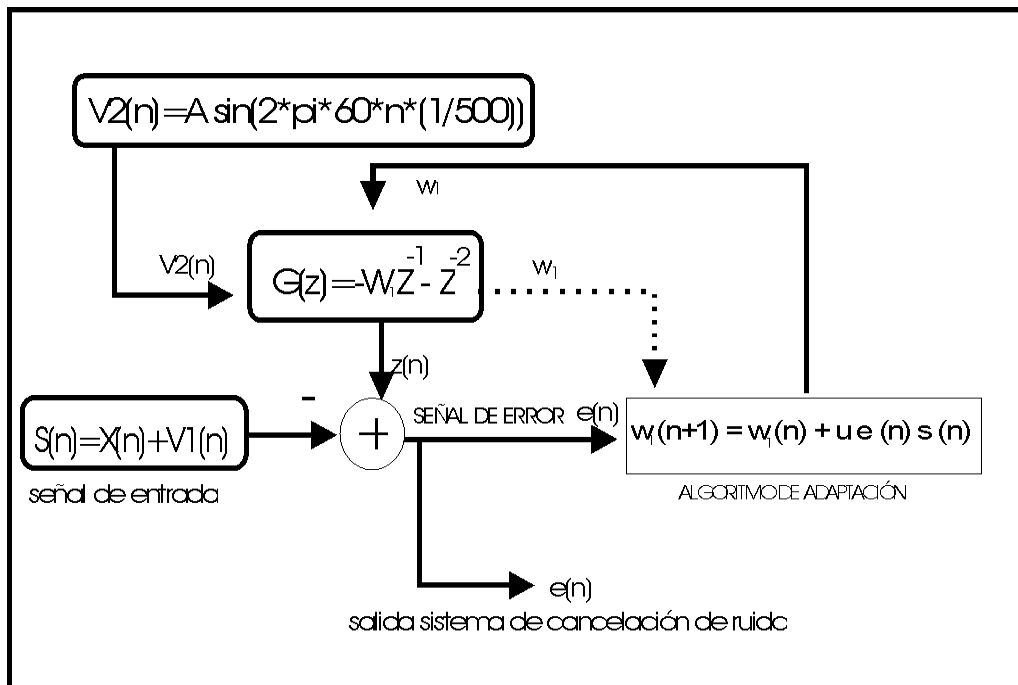 V2(n)=A sin(2*pi*60*n*(1/500))
w₁
V2(n)
G(z)=-W₁Z⁻¹- Z⁻²
w₁
z(n)
-
S(n)=X(n)+V1(n)
+
SEÑAL DE ERROR e(n)
w₁(n+1) = w₁(n) + u e (n) s (n)
señal de entrada
ALGORITMO DE ADAPTACIÓN
e(n)
salida sistema de cancelación de ruido